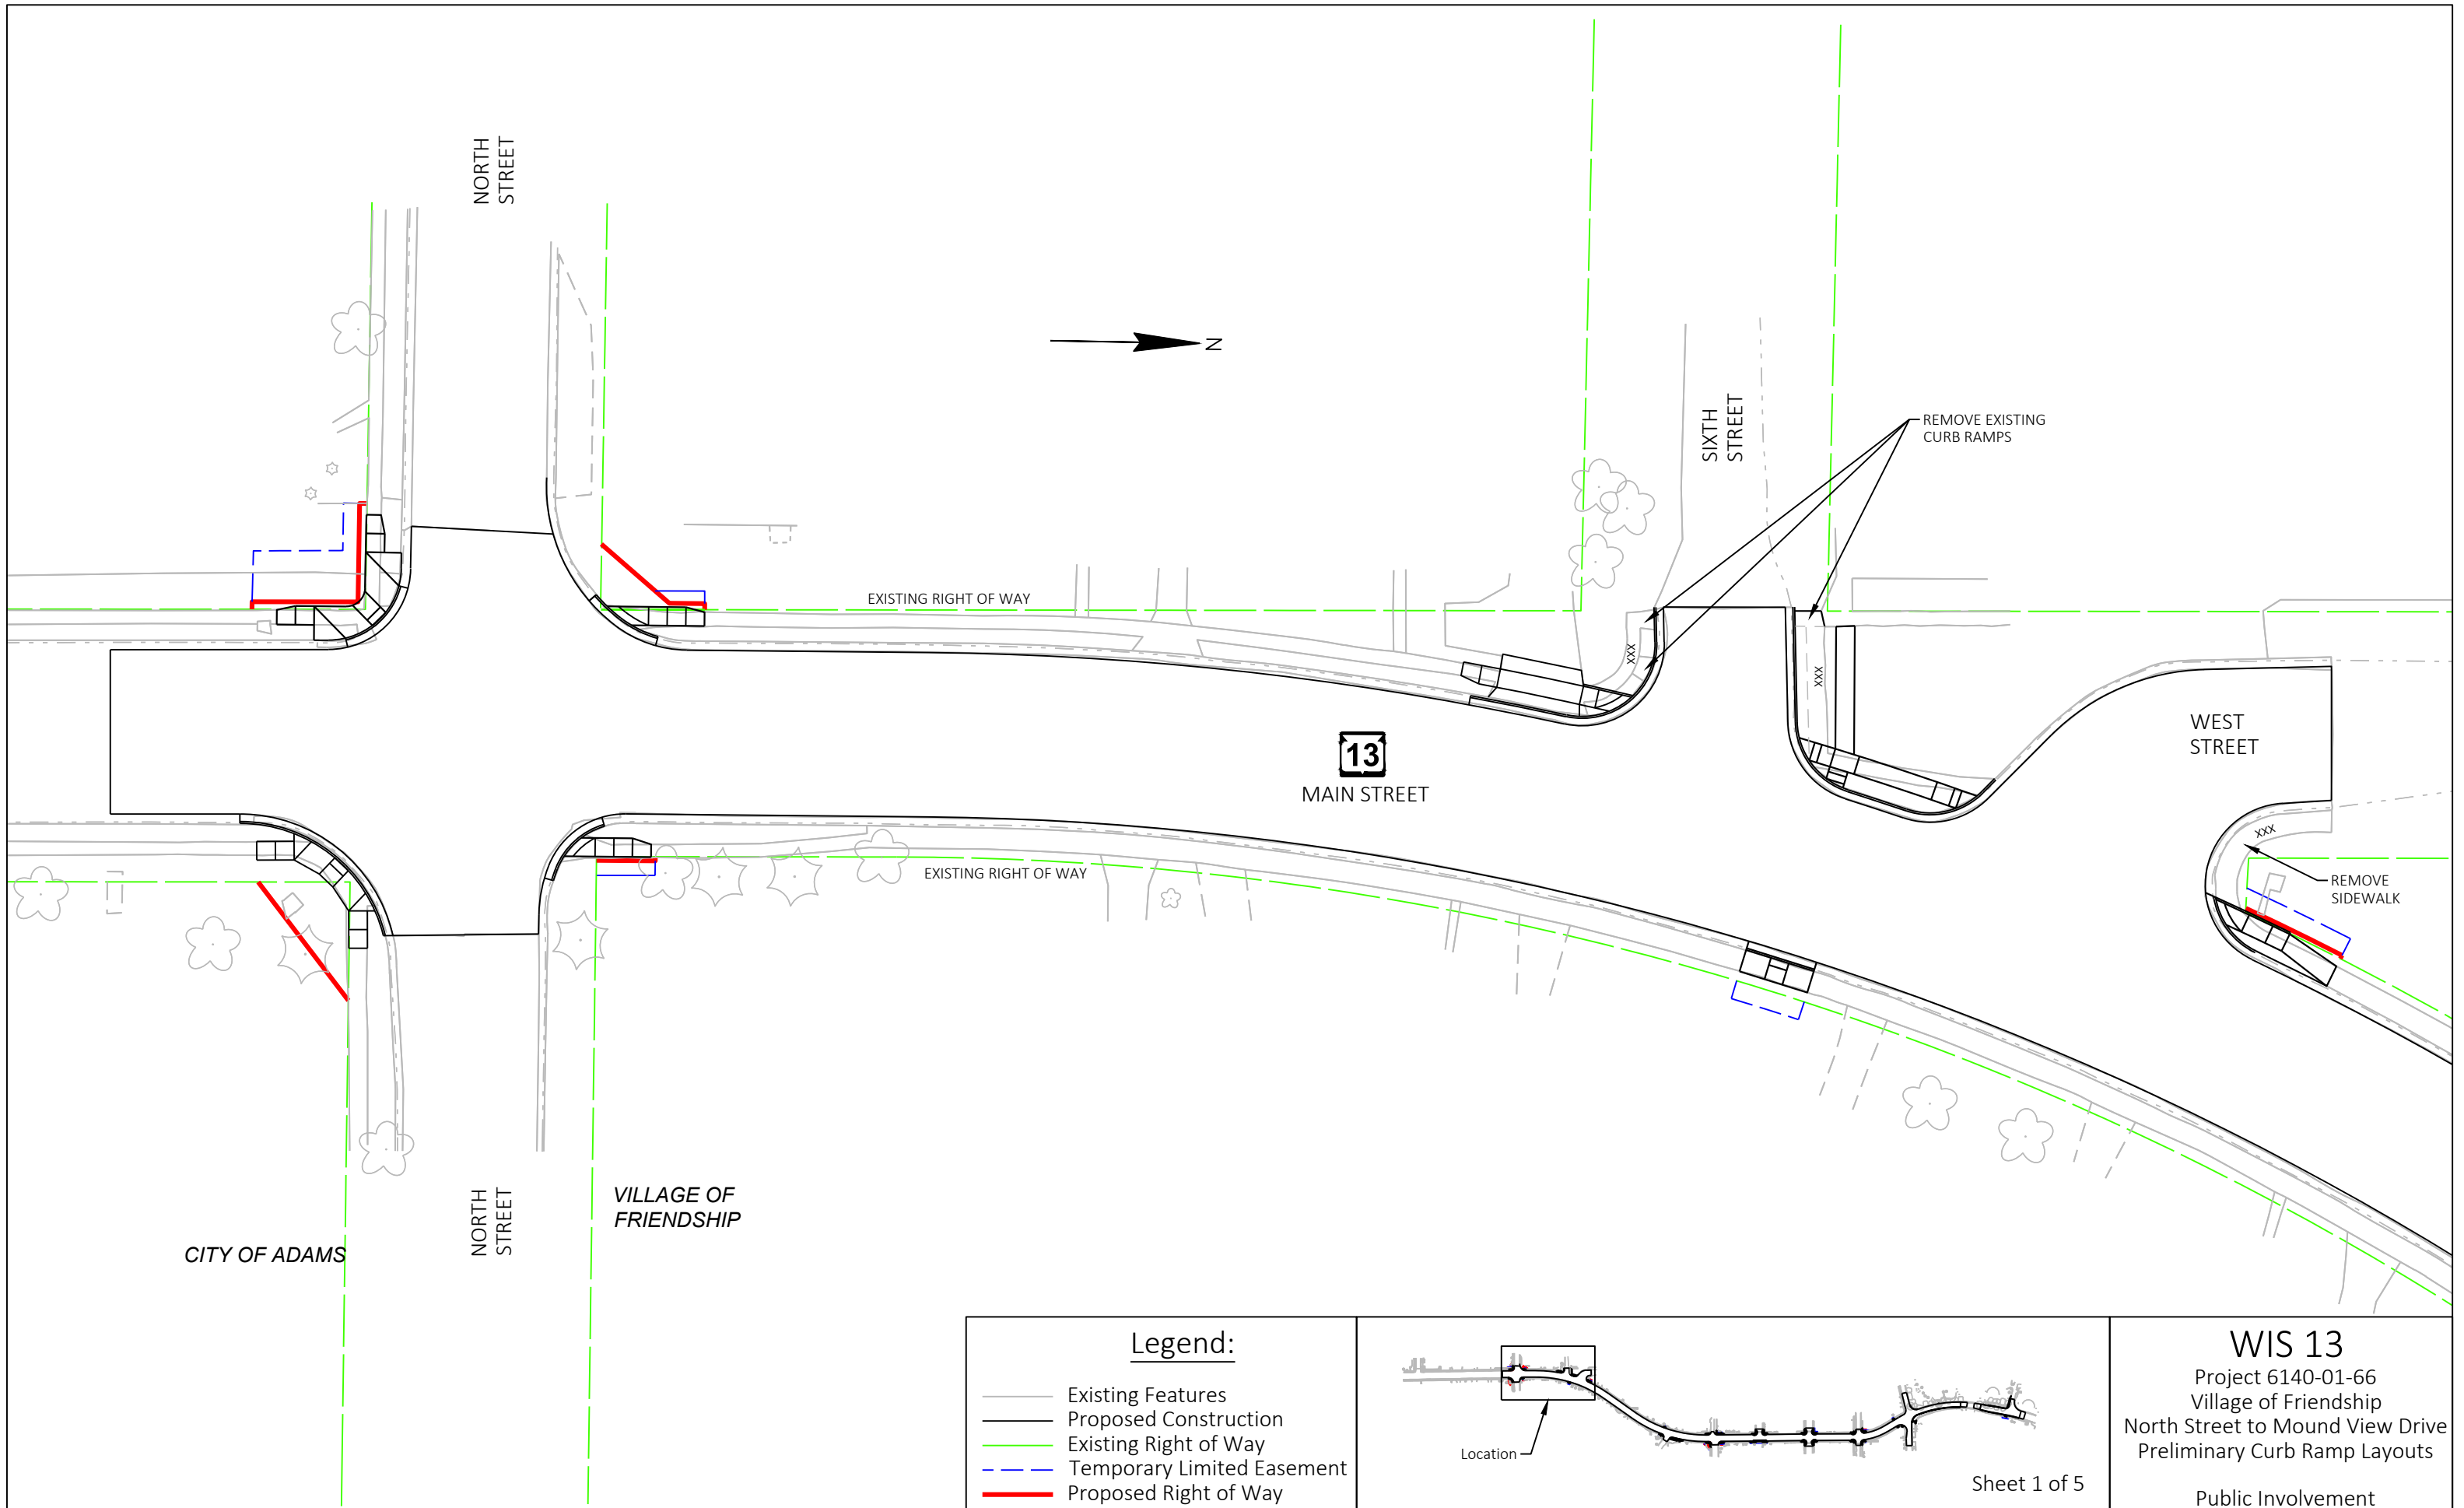 NORTH
STREET
N
SIXTH
STREET
REMOVE EXISTING
CURB RAMPS
EXISTING RIGHT OF WAY
XXX
XXX
13
MAIN STREET
WEST
STREET
XXX
EXISTING RIGHT OF WAY
REMOVE
SIDEWALK
NORTH
STREET
VILLAGE OF
FRIENDSHIP
CITY OF ADAMS
Legend:
Existing Features
Proposed Construction
Existing Right of Way
Temporary Limited Easement
Proposed Right of Way
Location
Sheet 1 of 5
WIS 13
Project 6140-01-66
Village of Friendship
North Street to Mound View Drive
Preliminary Curb Ramp Layouts
Public Involvement